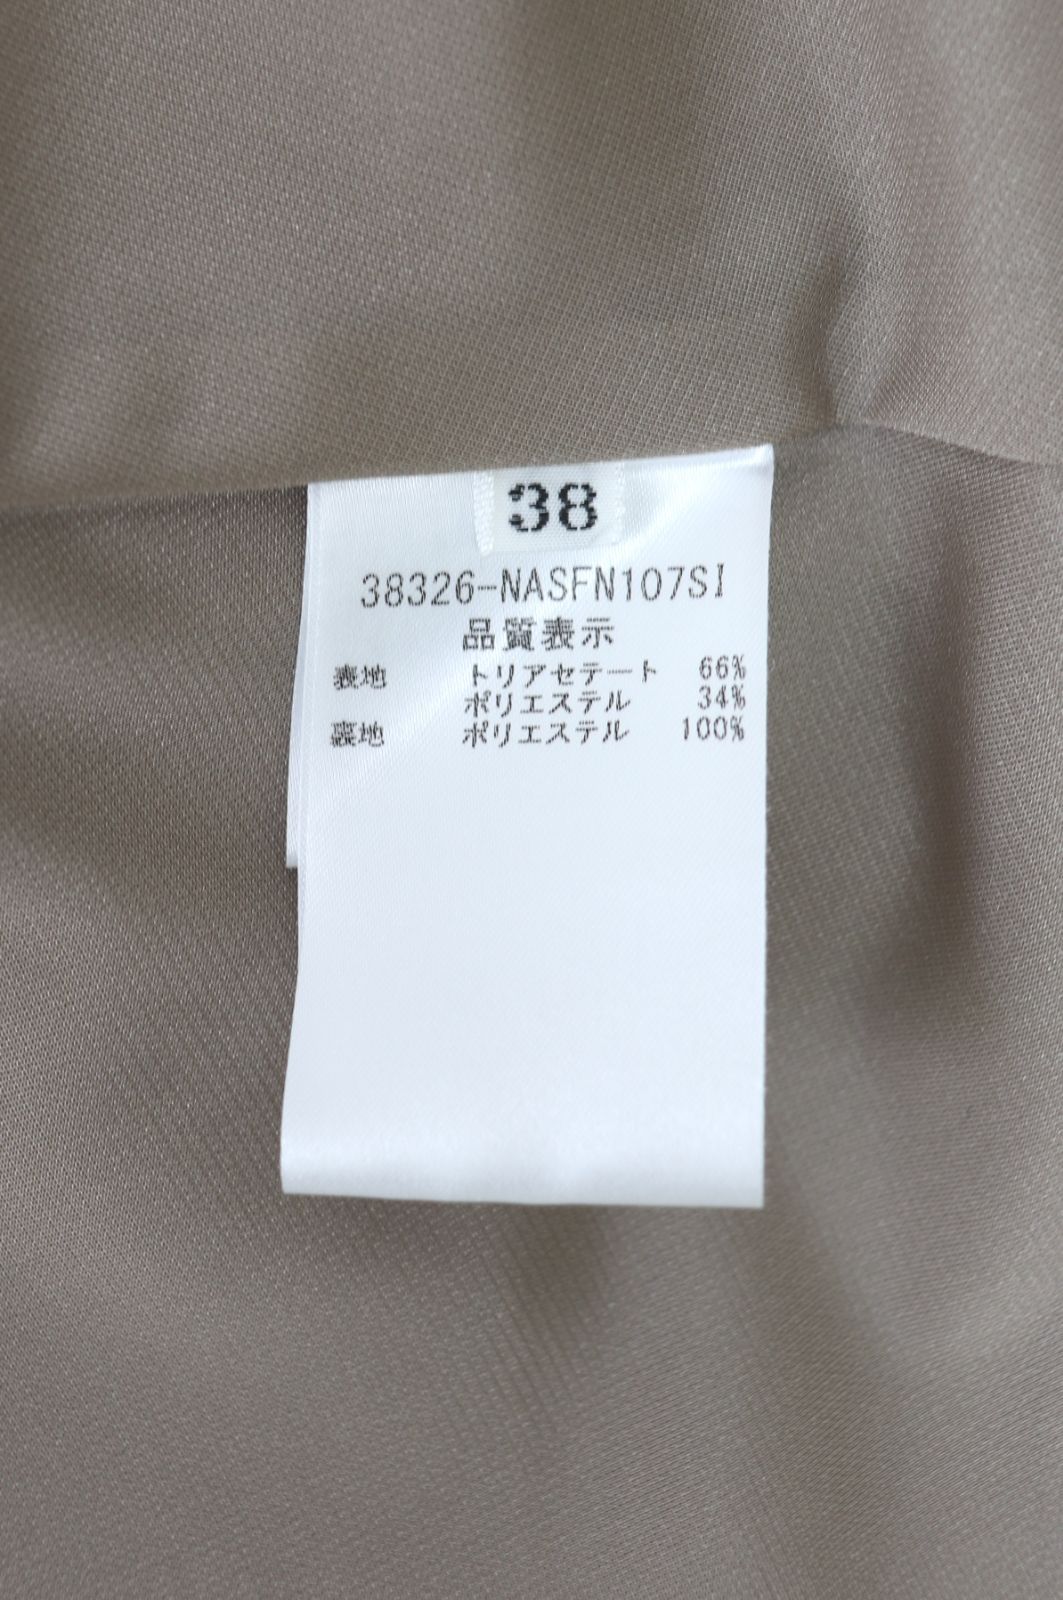 38
38326-NASFN107SI
品質表示
表地 トリアセテート 66%
ポリエステル 34%
裏地 ポリエステル 100%